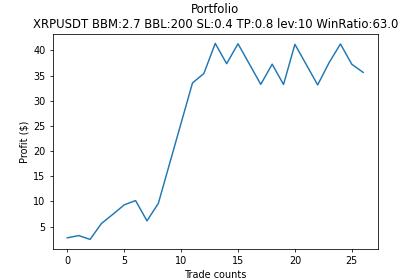 Portfolio
XRPUSDT BBM:2.7 BBL:200 SL:0.4 TP:0.8 lev:10 WinRatio:63.0
40
35
30
25
20
15
10
5
Profit ($)
0 5 10 15 20 25
Trade counts